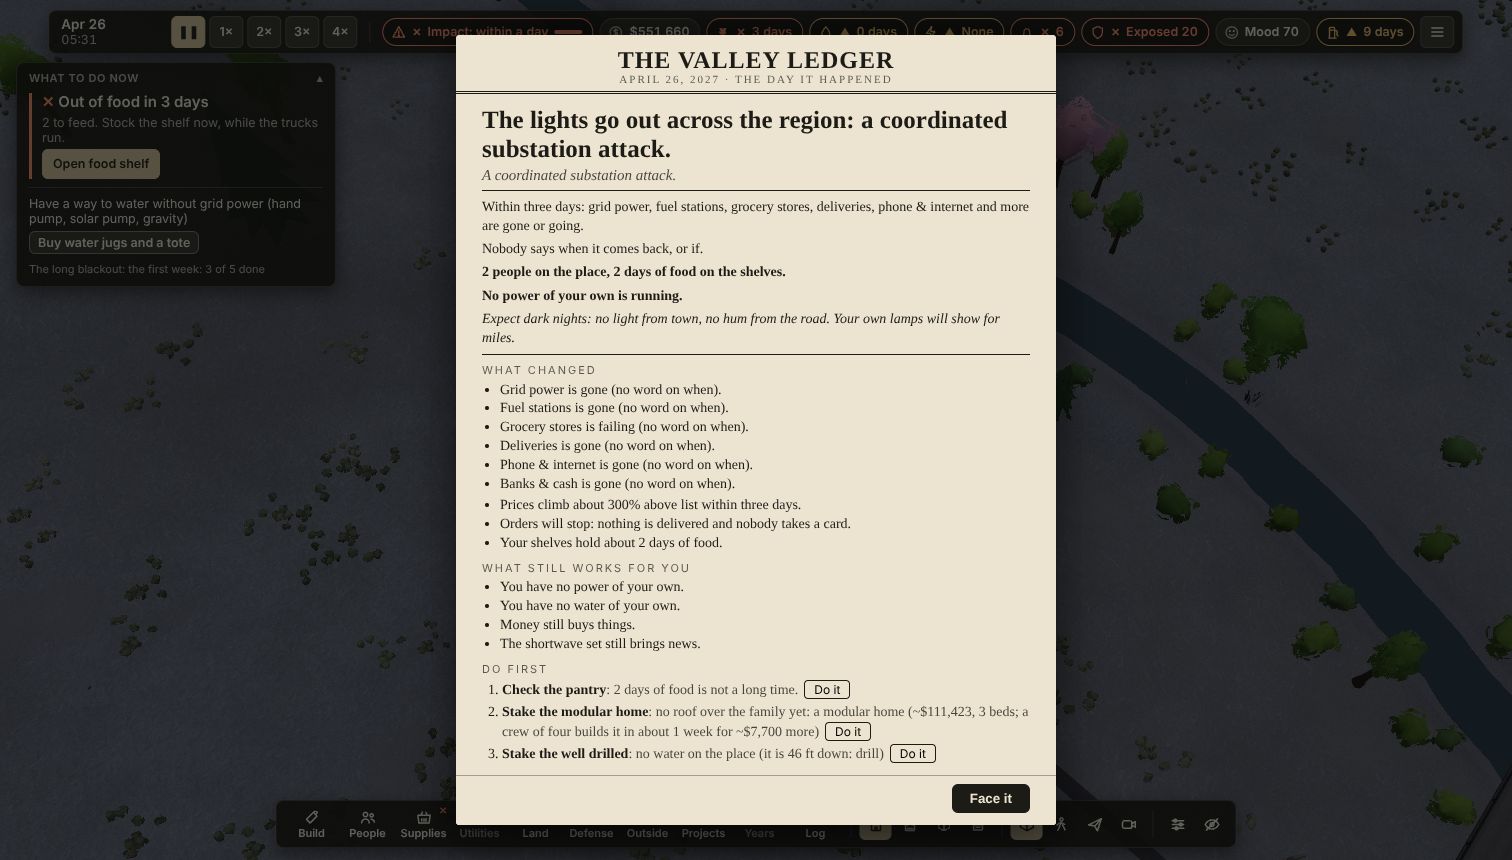 Apr 26
05:31
1×
2×
3×
4×
Impact: within a day
$551,660
3 days
0 days
None
6
Exposed 20
Mood 70
9 days
WHAT TO DO NOW
Out of food in 3 days
2 to feed. Stock the shelf now, while the trucks
run.
Open food shelf
Have a way to water without grid power (hand
pump, solar pump, gravity)
Buy water jugs and a tote
The long blackout: the first week: 3 of 5 done
THE VALLEY LEDGER
APRIL 26, 2027 · THE DAY IT HAPPENED
The lights go out across the region: a coordinated
substation attack.
A coordinated substation attack.
Within three days: grid power, fuel stations, grocery stores, deliveries, phone & internet and more
are gone or going.
Nobody says when it comes back, or if.
2 people on the place, 2 days of food on the shelves.
No power of your own is running.
Expect dark nights: no light from town, no hum from the road. Your own lamps will show for
miles.
WHAT CHANGED
• Grid power is gone (no word on when).
• Fuel stations is gone (no word on when).
• Grocery stores is failing (no word on when).
• Deliveries is gone (no word on when).
• Phone & internet is gone (no word on when).
• Banks & cash is gone (no word on when).
• Prices climb about 300% above list within three days.
• Orders will stop: nothing is delivered and nobody takes a card.
• Your shelves hold about 2 days of food.
WHAT STILL WORKS FOR YOU
• You have no power of your own.
• You have no water of your own.
• Money still buys things.
• The shortwave set still brings news.
DO FIRST
1. Check the pantry: 2 days of food is not a long time. Do it
2. Stake the modular home: no roof over the family yet: a modular home (~$111,423, 3 beds; a
crew of four builds it in about 1 week for ~$7,700 more) Do it
3. Stake the well drilled: no water on the place (it is 46 ft down: drill) Do it
Face it
Build
People
Supplies
Utilities
Land
Defense
Outside
Projects
Years
Log